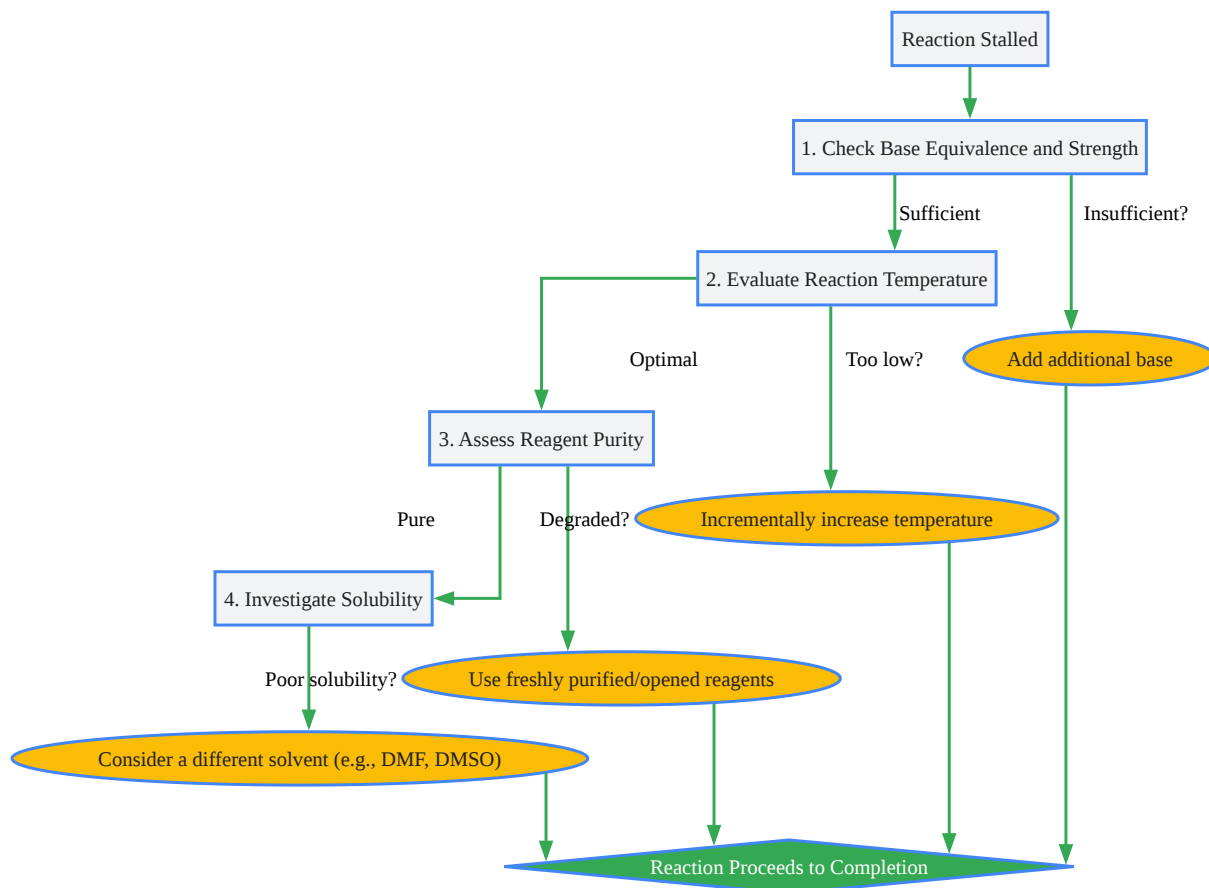 Reaction Stalled
1. Check Base Equivalence and Strength
Sufficient
Insufficient?
2. Evaluate Reaction Temperature
Optimal
Too low?
Add additional base
3. Assess Reagent Purity
Pure
Degraded?
Incrementally increase temperature
4. Investigate Solubility
Poor solubility?
Use freshly purified/opened reagents
Consider a different solvent (e.g., DMF, DMSO)
Reaction Proceeds to Completion